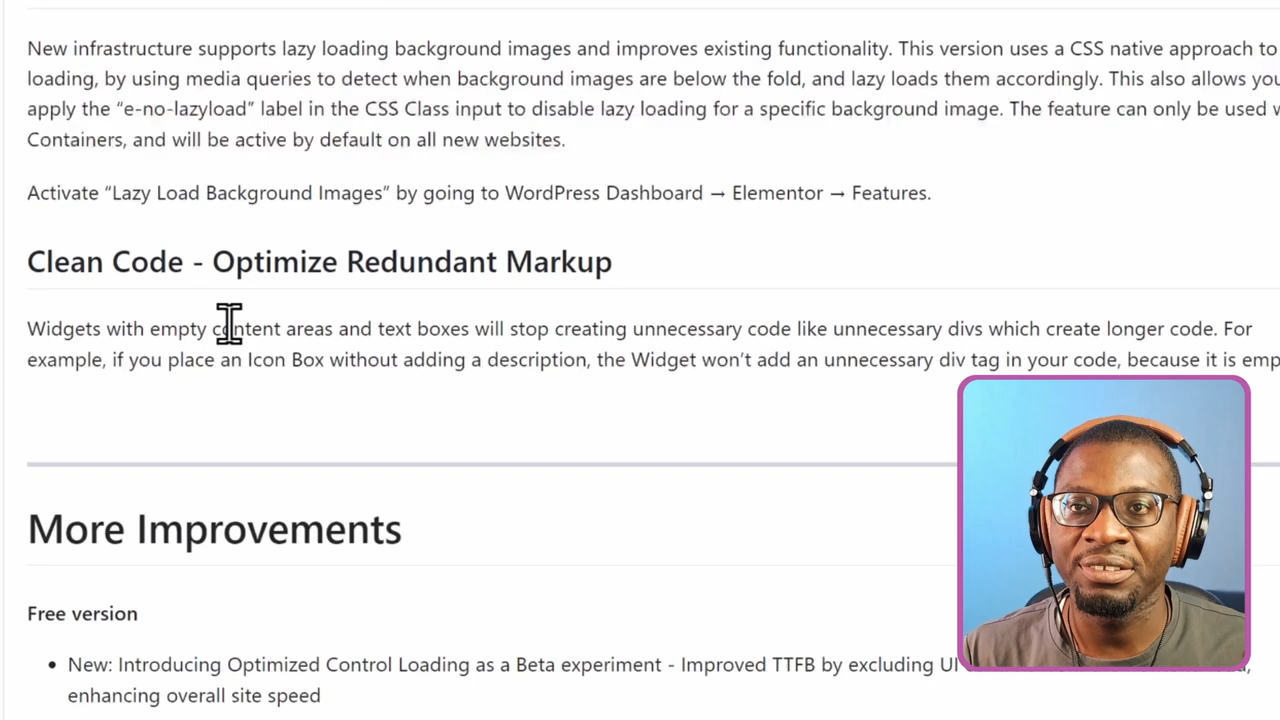 New infrastructure supports lazy loading background images and improves existing functionality. This version uses a CSS native approach to
loading, by using media queries to detect when background images are below the fold, and lazy loads them accordingly. This also allows you
apply the “e-no-lazyload” label in the CSS Class input to disable lazy loading for a specific background image. The feature can only be used
Containers, and will be active by default on all new websites.
Activate “Lazy Load Background Images” by going to WordPress Dashboard → Elementor → Features.
Clean Code - Optimize Redundant Markup
Widgets with empty content areas and text boxes will stop creating unnecessary code like unnecessary divs which create longer code. For
example, if you place an Icon Box without adding a description, the Widget won’t add an unnecessary div tag in your code, because it is
More Improvements
Free version
• New: Introducing Optimized Control Loading as a Beta experiment - Improved TTFB by excluding UI
enhancing overall site speed